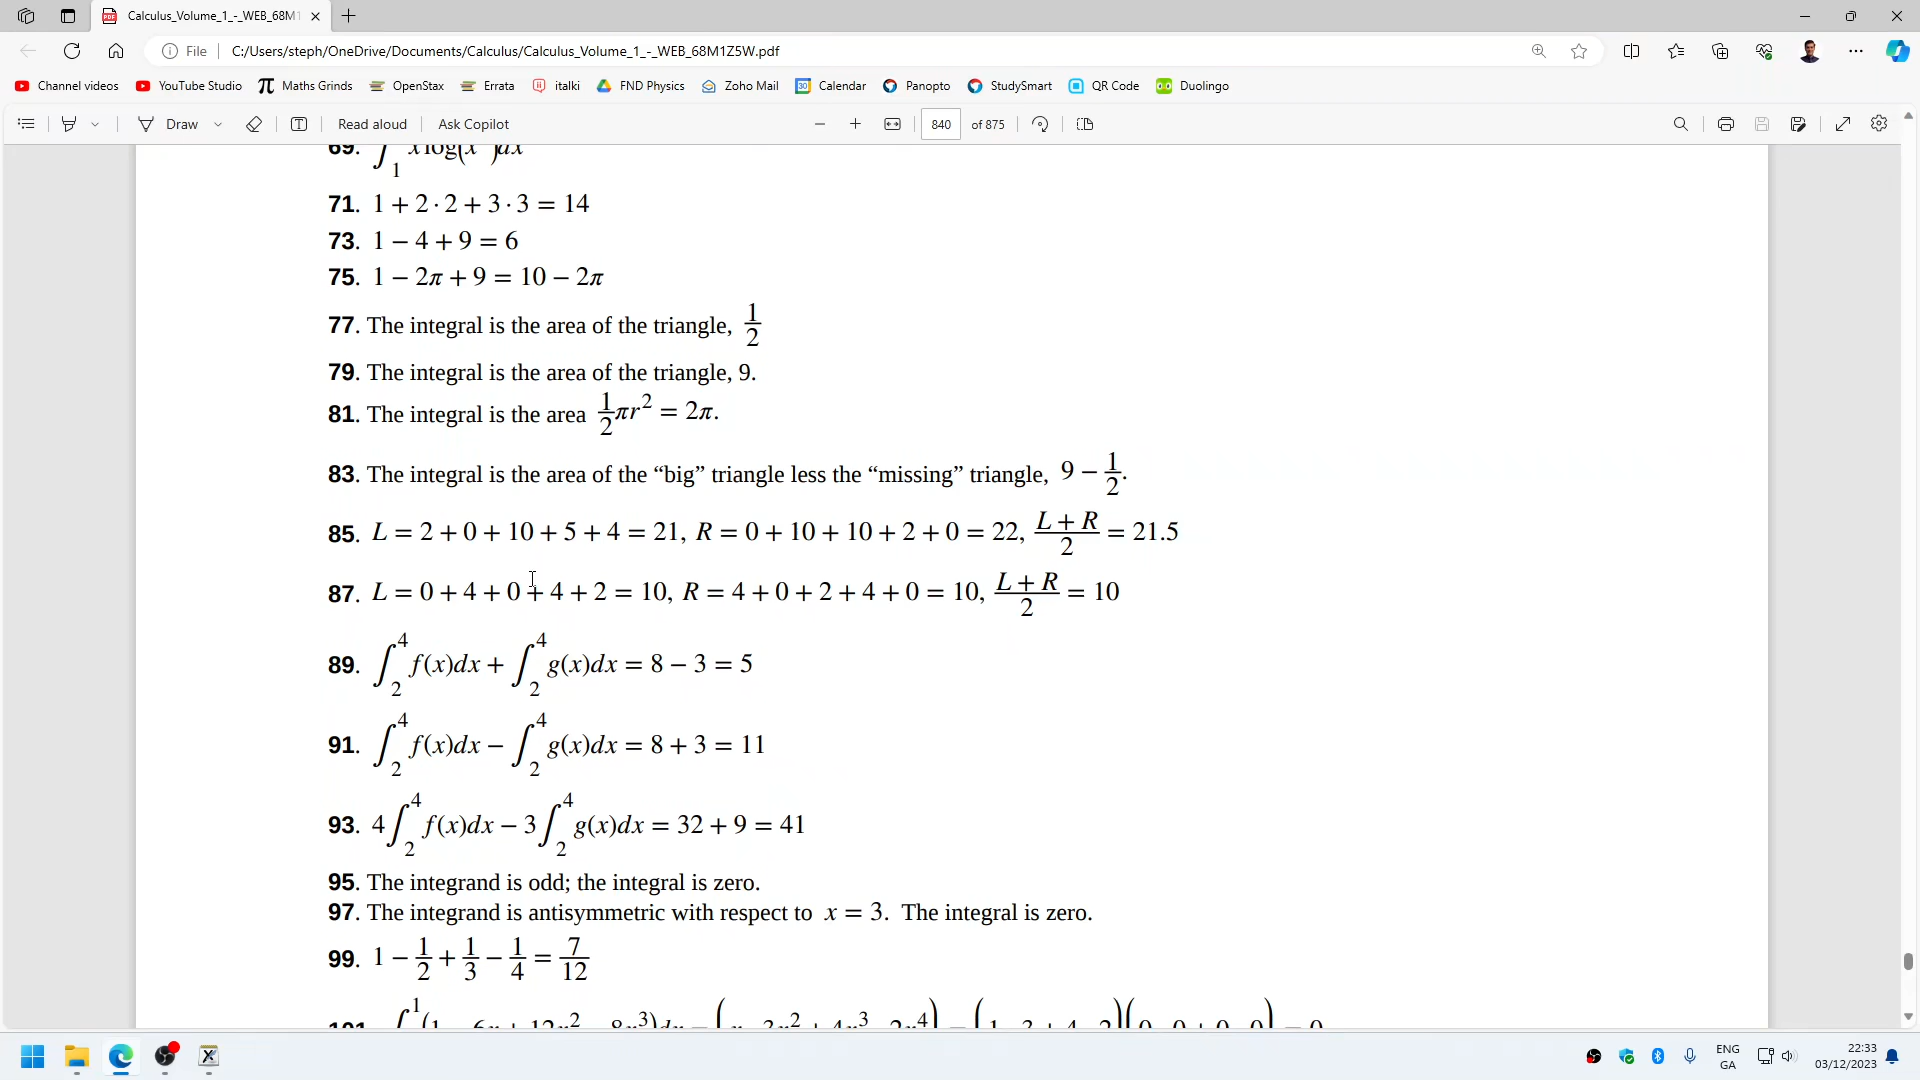 Calculus_Volume_1_-_WEB_68M1
File C:/Users/steph/OneDrive/Documents/Calculus/Calculus_Volume_1_-_WEB_68M1Z5W.pdf
Channel videos YouTube Studio Maths Grinds OpenStax Errata italki FND Physics Zoho Mail Calendar Panopto StudySmart QR Code Duolingo
Draw Read aloud Ask Copilot 840 of 875
69. ∫_1 x log(x )dx
71. 1 + 2 · 2 + 3 · 3 = 14
73. 1 − 4 + 9 = 6
75. 1 − 2π + 9 = 10 − 2π
77. The integral is the area of the triangle, 1/2
79. The integral is the area of the triangle, 9.
81. The integral is the area 1/2 πr² = 2π.
83. The integral is the area of the “big” triangle less the “missing” triangle, 9 − 1/2.
85. L = 2 + 0 + 10 + 5 + 4 = 21, R = 0 + 10 + 10 + 2 + 0 = 22, (L + R)/2 = 21.5
87. L = 0 + 4 + 0 + 4 + 2 = 10, R = 4 + 0 + 2 + 4 + 0 = 10, (L + R)/2 = 10
89. ∫_2^4 f(x)dx + ∫_2^4 g(x)dx = 8 − 3 = 5
91. ∫_2^4 f(x)dx − ∫_2^4 g(x)dx = 8 + 3 = 11
93. 4∫_2^4 f(x)dx − 3∫_2^4 g(x)dx = 32 + 9 = 41
95. The integrand is odd; the integral is zero.
97. The integrand is antisymmetric with respect to x = 3. The integral is zero.
99. 1 − 1/2 + 1/3 − 1/4 = 7/12
ENG
GA
22:33
03/12/2023